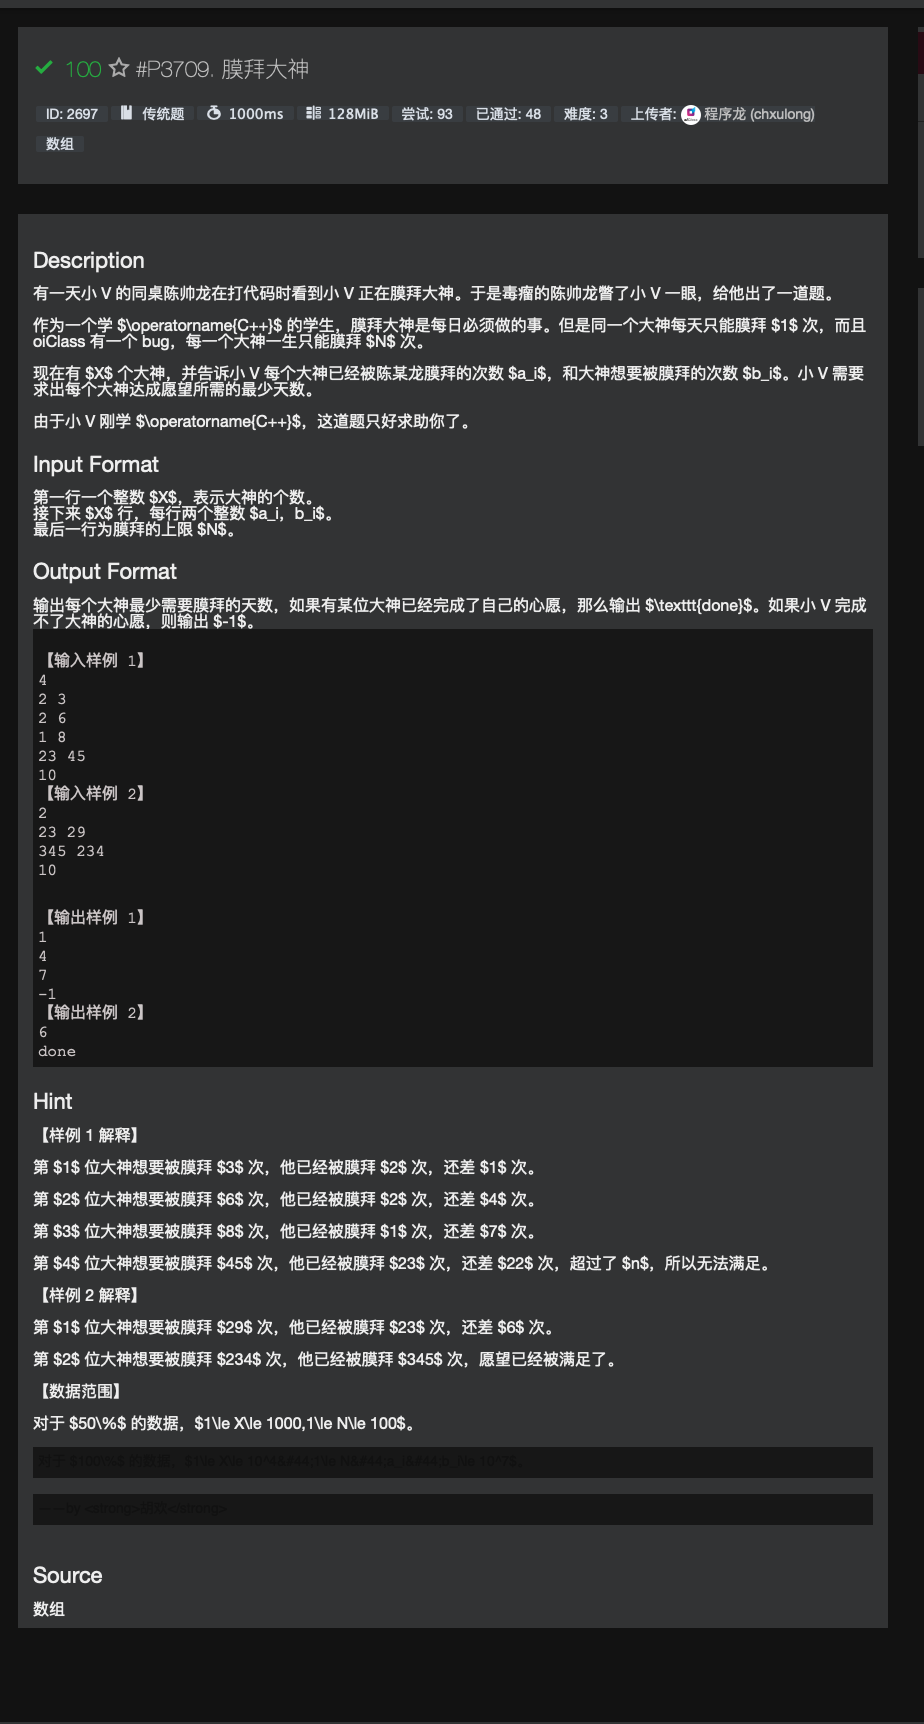 100 #P3709. 膜拜大神
ID: 2697 传统题 1000ms 128MiB 尝试: 93 已通过: 48 难度: 3 上传者: 程序龙 (chxulong)
数组
Description
有一天小 V 的同桌陈帅龙在打代码时看到小 V 正在膜拜大神。于是毒瘤的陈帅龙瞥了小 V 一眼，给他出了一道题。
作为一个学 $\operatorname{C++}$ 的学生，膜拜大神是每日必须做的事。但是同一个大神每天只能膜拜 $1$ 次，而且
oiClass 有一个 bug，每一个大神一生只能膜拜 $N$ 次。
现在有 $X$ 个大神，并告诉小 V 每个大神已经被陈某龙膜拜的次数 $a_i$，和大神想要被膜拜的次数 $b_i$。小 V 需要
求出每个大神达成愿望所需的最少天数。
由于小 V 刚学 $\operatorname{C++}$，这道题只好求助你了。
Input Format
第一行一个整数 $X$，表示大神的个数。
接下来 $X$ 行，每行两个整数 $a_i，b_i$。
最后一行为膜拜的上限 $N$。
Output Format
输出每个大神最少需要膜拜的天数，如果有某位大神已经完成了自己的心愿，那么输出 $\texttt{done}$。如果小 V 完成
不了大神的心愿，则输出 $-1$。
【输入样例 1】
4
2 3
2 6
1 8
23 45
10
【输入样例 2】
2
23 29
345 234
10
【输出样例 1】
1
4
7
-1
【输出样例 2】
6
done
Hint
【样例 1 解释】
第 $1$ 位大神想要被膜拜 $3$ 次，他已经被膜拜 $2$ 次，还差 $1$ 次。
第 $2$ 位大神想要被膜拜 $6$ 次，他已经被膜拜 $2$ 次，还差 $4$ 次。
第 $3$ 位大神想要被膜拜 $8$ 次，他已经被膜拜 $1$ 次，还差 $7$ 次。
第 $4$ 位大神想要被膜拜 $45$ 次，他已经被膜拜 $23$ 次，还差 $22$ 次，超过了 $n$，所以无法满足。
【样例 2 解释】
第 $1$ 位大神想要被膜拜 $29$ 次，他已经被膜拜 $23$ 次，还差 $6$ 次。
第 $2$ 位大神想要被膜拜 $234$ 次，他已经被膜拜 $345$ 次，愿望已经被满足了。
【数据范围】
对于 $50\%$ 的数据，$1\le X\le 1000,1\le N\le 100$。
对于 $100\%$ 的数据，$1\le X\le 10^4&#44;1\le N&#44;a_i&#44;b_i\le 10^7$。
——by <strong></strong>
Source
数组